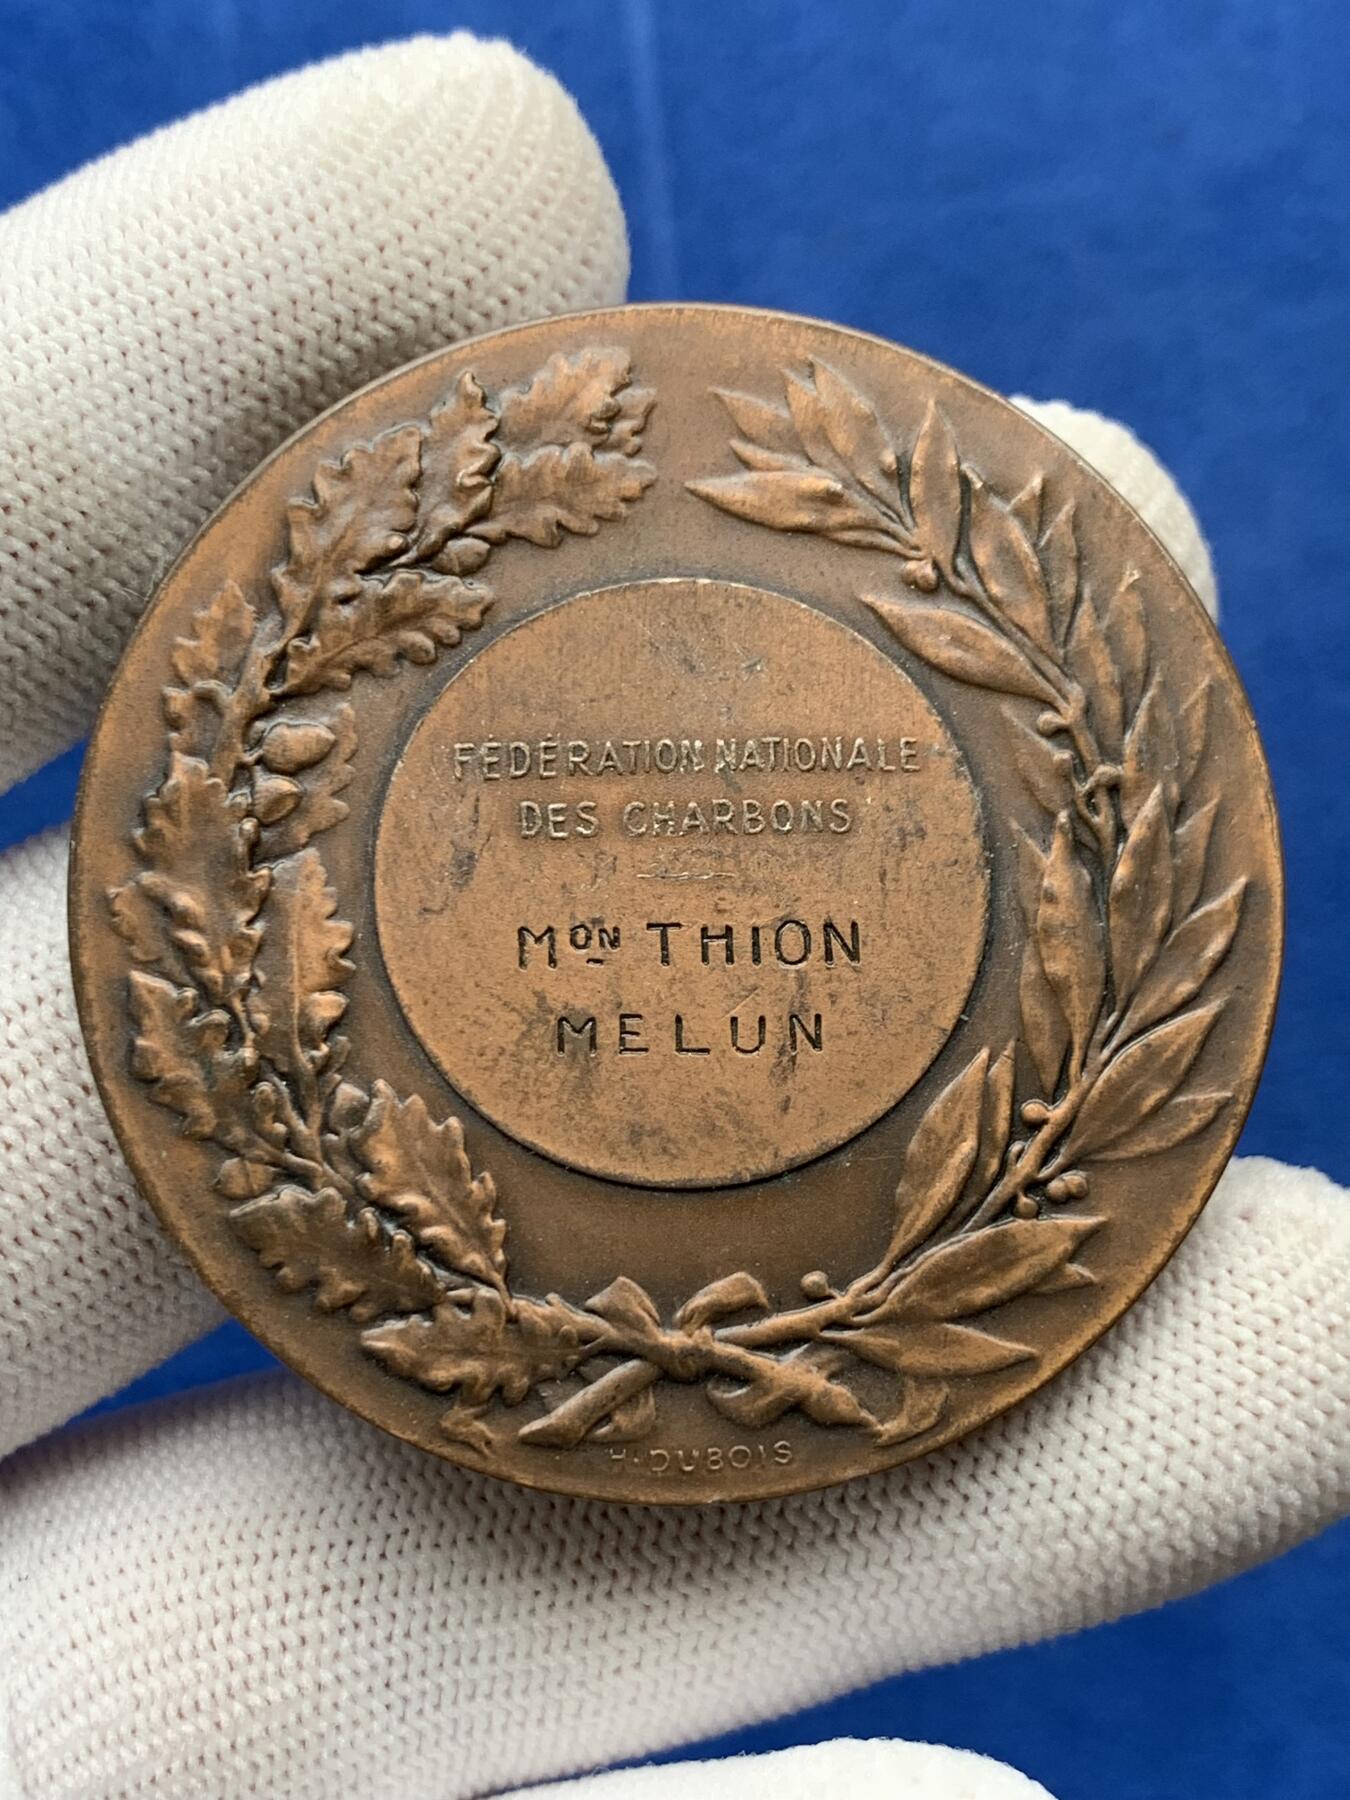 FÉDÉRATION NATIONALE
DES CHARBONS
MON THION
MELUN
H. DUBOIS